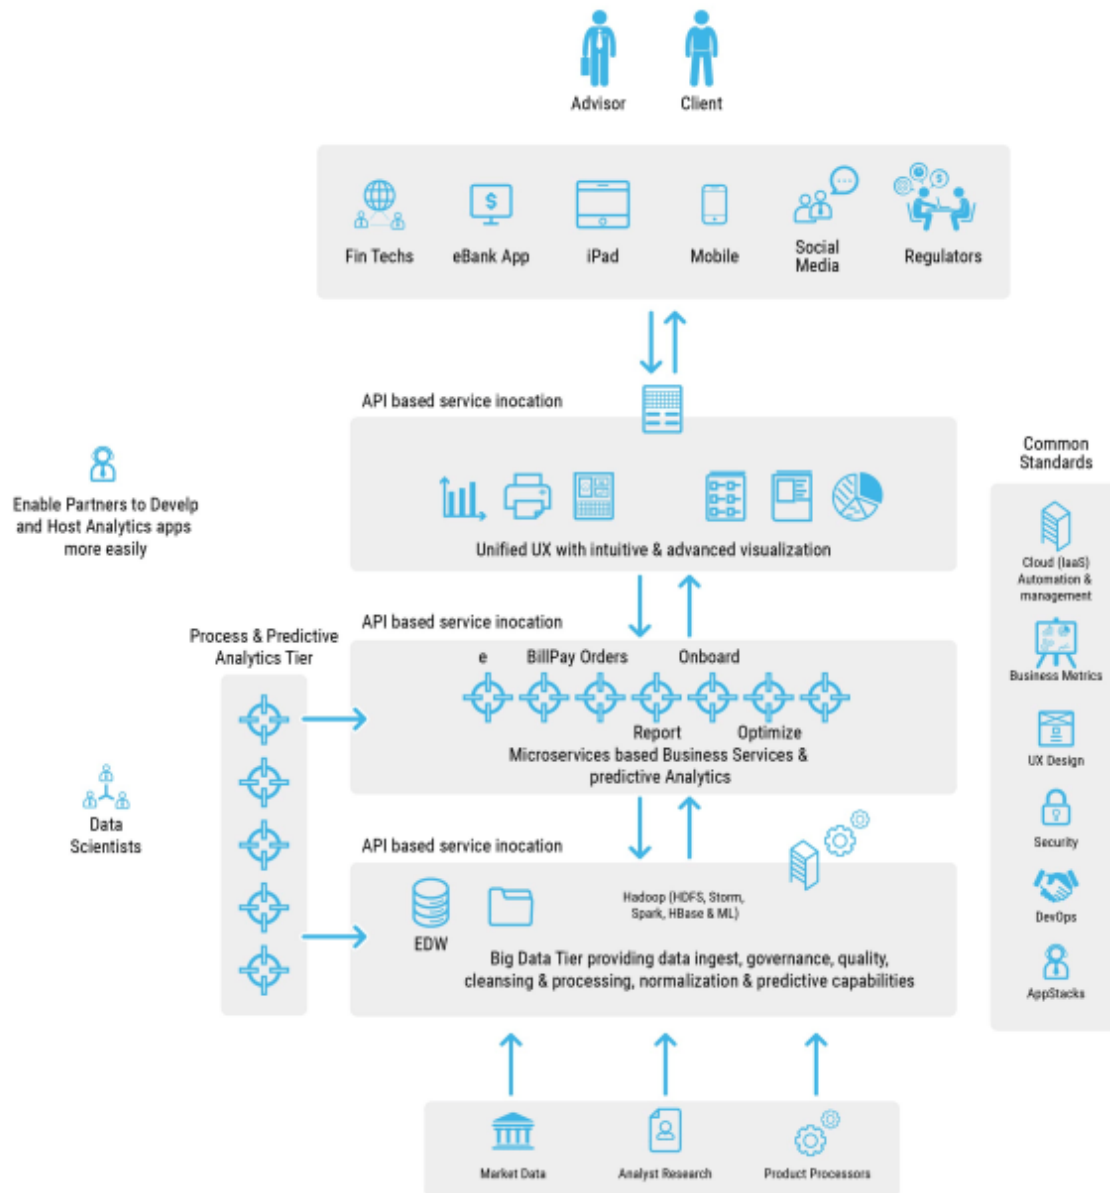 Advisor
Client
Fin Techs
eBank App
iPad
Mobile
Social
Media
Regulators
API based service inocation
Enable Partners to Develp
and Host Analytics apps
more easily
Unified UX with intuitive & advanced visualization
Common
Standards
Cloud (IaaS)
Automation &
management
Business Metrics
UX Design
Security
DevOps
AppStacks
API based service inocation
Process & Predictive
Analytics Tier
e
BillPay Orders
Onboard
Report
Optimize
Microservices based Business Services &
predictive Analytics
Data
Scientists
API based service inocation
EDW
Hadoop (HDFS, Storm,
Spark, HBase & ML)
Big Data Tier providing data ingest, governance, quality,
cleansing & processing, normalization & predictive capabilities
Market Data
Analyst Research
Product Processors